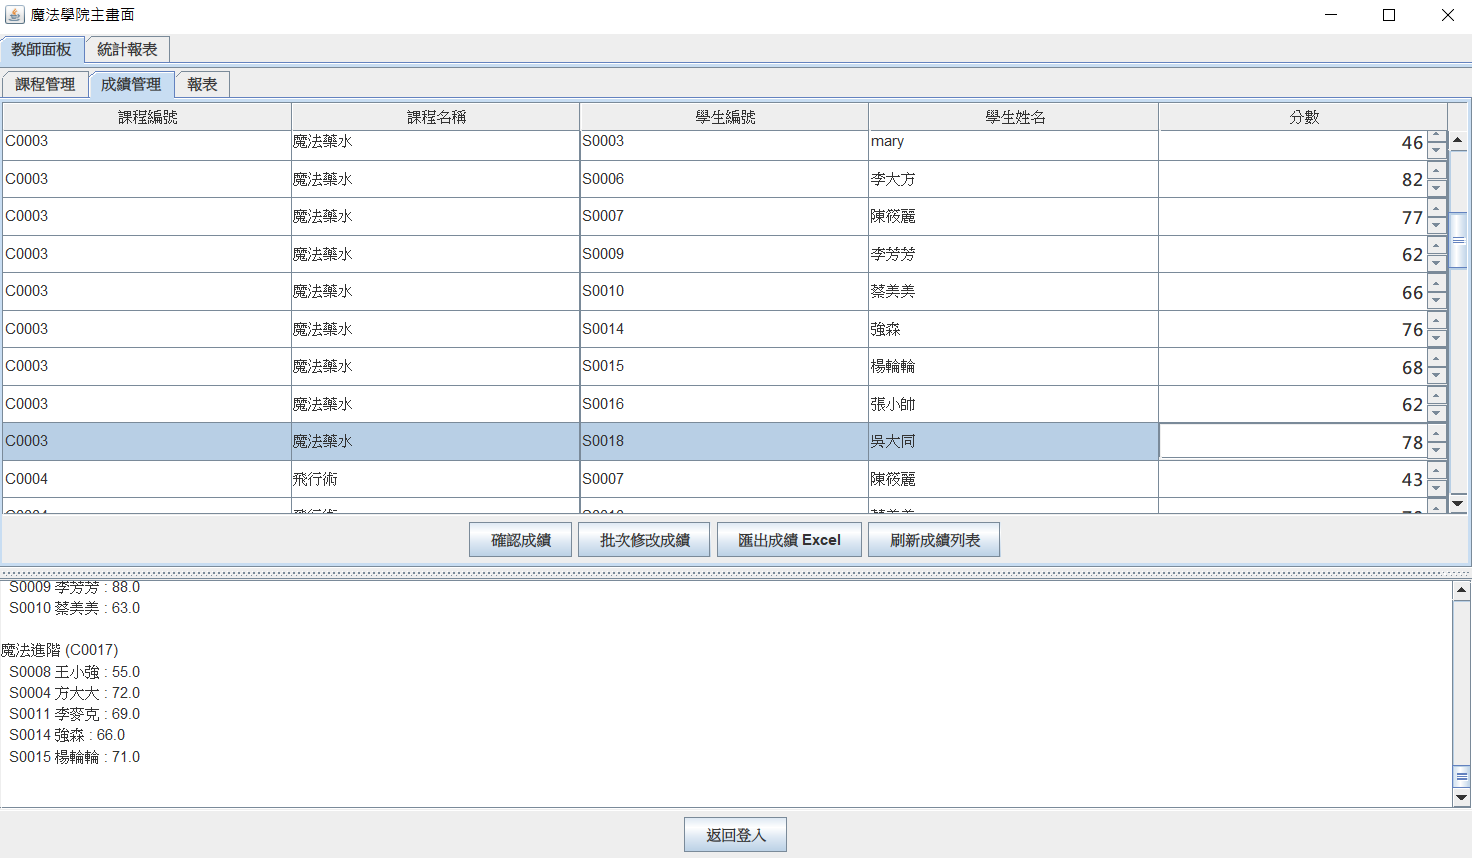 魔法學院主畫面
教師面板 統計報表
課程管理 成績管理 報表
課程編號 課程名稱 學生編號 學生姓名 分數
C0003 魔法藥水 S0003 mary 46
C0003 魔法藥水 S0006 李大方 82
C0003 魔法藥水 S0007 陳筱麗 77
C0003 魔法藥水 S0009 李芳芳 62
C0003 魔法藥水 S0010 蔡美美 66
C0003 魔法藥水 S0014 強森 76
C0003 魔法藥水 S0015 楊輪輪 68
C0003 魔法藥水 S0016 張小帥 62
C0003 魔法藥水 S0018 吳大同 78
C0004 飛行術 S0007 陳筱麗 43
確認成績 批次修改成績 匯出成績 Excel 刷新成績列表
S0009 李芳芳 : 88.0
S0010 蔡美美 : 63.0
魔法進階 (C0017)
S0008 王小強 : 55.0
S0004 方大大 : 72.0
S0011 李麥克 : 69.0
S0014 強森 : 66.0
S0015 楊輪輪 : 71.0
返回登入